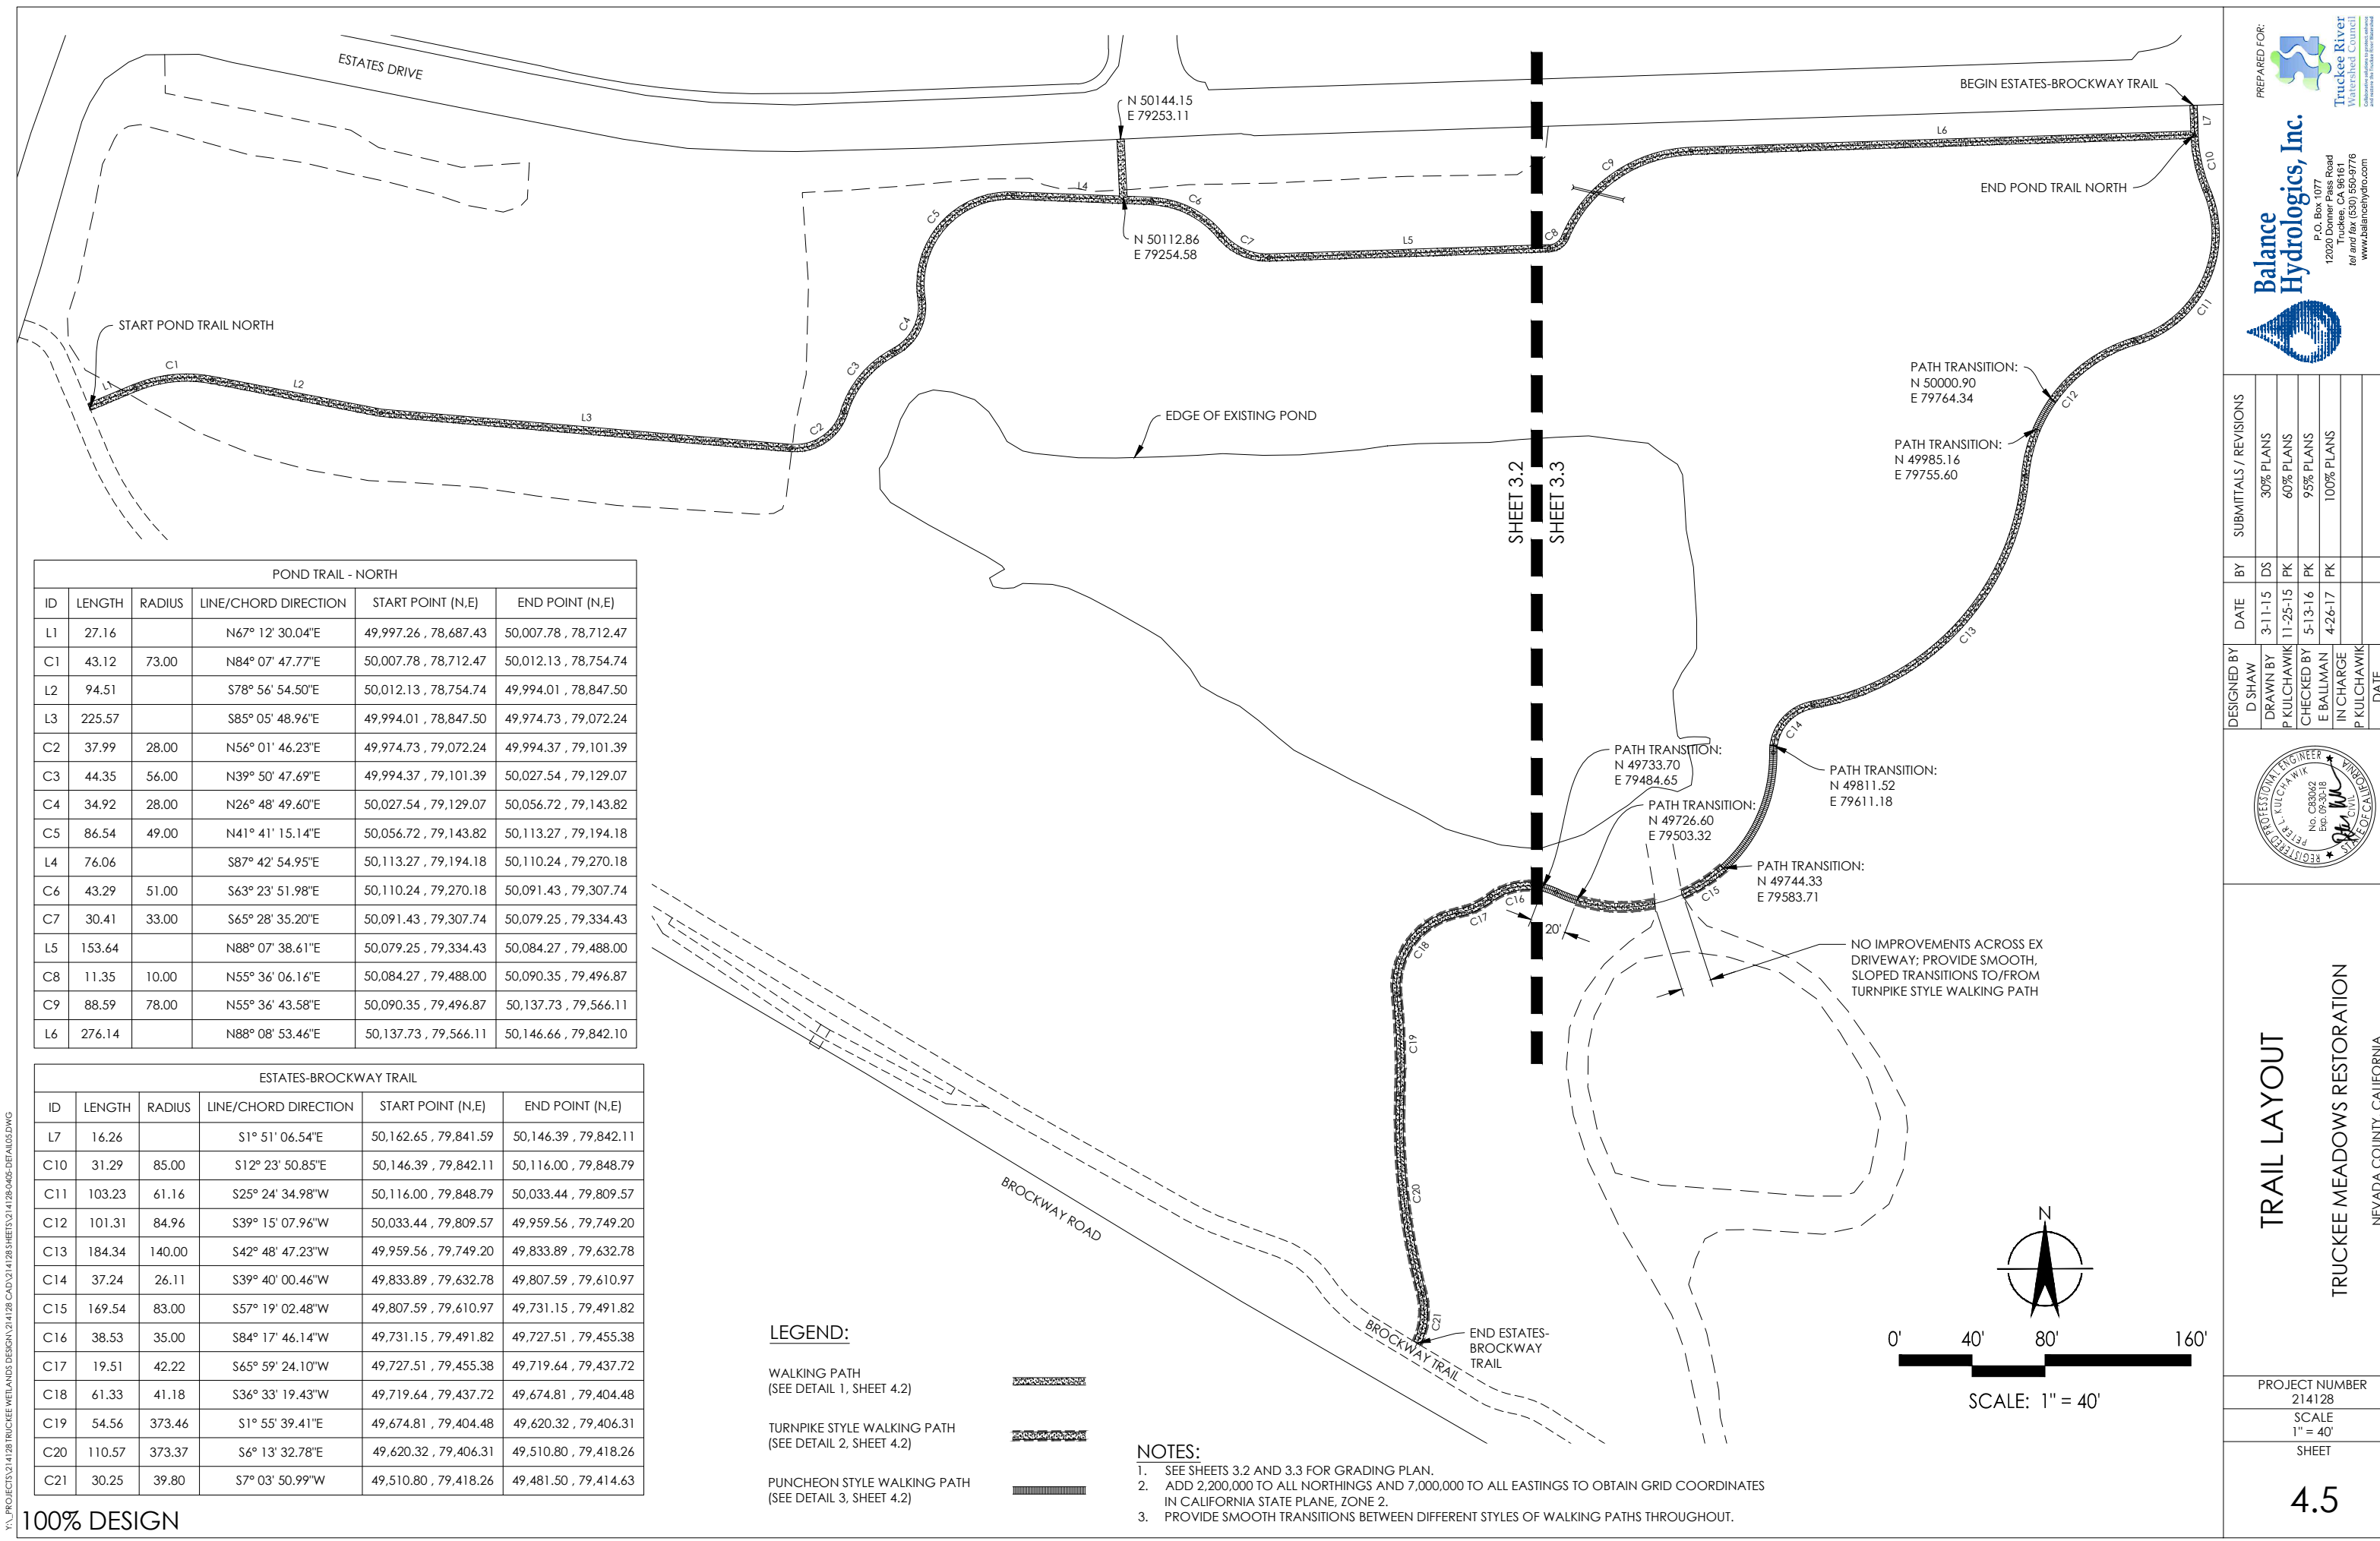 ESTATES DRIVE
N 50144.15
E 79253.11
BEGIN ESTATES-BROCKWAY TRAIL
L7
L6
C10
C9
END POND TRAIL NORTH
L4
C6
C5
C7
C8
L5
N 50112.86
E 79254.58
START POND TRAIL NORTH
C4
C11
C1
L1
L2
C3
L3
C2
PATH TRANSITION:
N 50000.90
E 79764.34
C12
EDGE OF EXISTING POND
PATH TRANSITION:
N 49985.16
E 79755.60
SHEET 3.2
SHEET 3.3
C13
C14
PATH TRANSITION:
N 49733.70
E 79484.65
PATH TRANSITION:
N 49811.52
E 79611.18
PATH TRANSITION:
N 49726.60
E 79503.32
PATH TRANSITION:
N 49744.33
E 79583.71
C15
C16
C17
20'
C18
NO IMPROVEMENTS ACROSS EX
DRIVEWAY; PROVIDE SMOOTH,
SLOPED TRANSITIONS TO/FROM
TURNPIKE STYLE WALKING PATH
C19
C20
C21
BROCKWAY ROAD
BROCKWAY TRAIL
END ESTATES-
BROCKWAY
TRAIL
POND TRAIL - NORTH
ID LENGTH RADIUS LINE/CHORD DIRECTION START POINT (N,E) END POINT (N,E)
L1 27.16 N67° 12' 30.04"E 49,997.26 , 78,687.43 50,007.78 , 78,712.47
C1 43.12 73.00 N84° 07' 47.77"E 50,007.78 , 78,712.47 50,012.13 , 78,754.74
L2 94.51 S78° 56' 54.50"E 50,012.13 , 78,754.74 49,994.01 , 78,847.50
L3 225.57 S85° 05' 48.96"E 49,994.01 , 78,847.50 49,974.73 , 79,072.24
C2 37.99 28.00 N56° 01' 46.23"E 49,974.73 , 79,072.24 49,994.37 , 79,101.39
C3 44.35 56.00 N39° 50' 47.69"E 49,994.37 , 79,101.39 50,027.54 , 79,129.07
C4 34.92 28.00 N26° 48' 49.60"E 50,027.54 , 79,129.07 50,056.72 , 79,143.82
C5 86.54 49.00 N41° 41' 15.14"E 50,056.72 , 79,143.82 50,113.27 , 79,194.18
L4 76.06 S87° 42' 54.95"E 50,113.27 , 79,194.18 50,110.24 , 79,270.18
C6 43.29 51.00 S63° 23' 51.98"E 50,110.24 , 79,270.18 50,091.43 , 79,307.74
C7 30.41 33.00 S65° 28' 35.20"E 50,091.43 , 79,307.74 50,079.25 , 79,334.43
L5 153.64 N88° 07' 38.61"E 50,079.25 , 79,334.43 50,084.27 , 79,488.00
C8 11.35 10.00 N55° 36' 06.16"E 50,084.27 , 79,488.00 50,090.35 , 79,496.87
C9 88.59 78.00 N55° 36' 43.58"E 50,090.35 , 79,496.87 50,137.73 , 79,566.11
L6 276.14 N88° 08' 53.46"E 50,137.73 , 79,566.11 50,146.66 , 79,842.10
ESTATES-BROCKWAY TRAIL
ID LENGTH RADIUS LINE/CHORD DIRECTION START POINT (N,E) END POINT (N,E)
L7 16.26 S1° 51' 06.54"E 50,162.65 , 79,841.59 50,146.39 , 79,842.11
C10 31.29 85.00 S12° 23' 50.85"E 50,146.39 , 79,842.11 50,116.00 , 79,848.79
C11 103.23 61.16 S25° 24' 34.98"W 50,116.00 , 79,848.79 50,033.44 , 79,809.57
C12 101.31 84.96 S39° 15' 07.96"W 50,033.44 , 79,809.57 49,959.56 , 79,749.20
C13 184.34 140.00 S42° 48' 47.23"W 49,959.56 , 79,749.20 49,833.89 , 79,632.78
C14 37.24 26.11 S39° 40' 00.46"W 49,833.89 , 79,632.78 49,807.59 , 79,610.97
C15 169.54 83.00 S57° 19' 02.48"W 49,807.59 , 79,610.97 49,731.15 , 79,491.82
C16 38.53 35.00 S84° 17' 46.14"W 49,731.15 , 79,491.82 49,727.51 , 79,455.38
C17 19.51 42.22 S65° 59' 24.10"W 49,727.51 , 79,455.38 49,719.64 , 79,437.72
C18 61.33 41.18 S36° 33' 19.43"W 49,719.64 , 79,437.72 49,674.81 , 79,404.48
C19 54.56 373.46 S1° 55' 39.41"E 49,674.81 , 79,404.48 49,620.32 , 79,406.31
C20 110.57 373.37 S6° 13' 32.78"E 49,620.32 , 79,406.31 49,510.80 , 79,418.26
C21 30.25 39.80 S7° 03' 50.99"W 49,510.80 , 79,418.26 49,481.50 , 79,414.63
LEGEND:
WALKING PATH
(SEE DETAIL 1, SHEET 4.2)
TURNPIKE STYLE WALKING PATH
(SEE DETAIL 2, SHEET 4.2)
PUNCHEON STYLE WALKING PATH
(SEE DETAIL 3, SHEET 4.2)
NOTES:
1. SEE SHEETS 3.2 AND 3.3 FOR GRADING PLAN.
2. ADD 2,200,000 TO ALL NORTHINGS AND 7,000,000 TO ALL EASTINGS TO OBTAIN GRID COORDINATES
IN CALIFORNIA STATE PLANE, ZONE 2.
3. PROVIDE SMOOTH TRANSITIONS BETWEEN DIFFERENT STYLES OF WALKING PATHS THROUGHOUT.
N
0' 40' 80' 160'
SCALE: 1" = 40'
100% DESIGN
Y:\_PROJECTS\214128 TRUCKEE WETLANDS DESIGN\214128 CAD\214128 SHEETS\214128-0405-DETAIL05.DWG
PREPARED FOR:
Truckee River
Watershed Council
Balance
Hydrologics, Inc.
P.O. Box 1077
12020 Donner Pass Road
Truckee, CA 96161
tel and fax (530) 550-9776
www.balancehydro.com
DATE BY SUBMITTALS / REVISIONS
3-11-15 DS 30% PLANS
11-25-15 PK 60% PLANS
5-13-16 PK 95% PLANS
4-26-17 PK 100% PLANS
DESIGNED BY
D SHAW
DRAWN BY
P KULCHAWIK
CHECKED BY
E BALLMAN
IN CHARGE
P KULCHAWIK
DATE
REGISTERED PROFESSIONAL ENGINEER
PETER L. KULCHAWIK
No. C83062
Exp. 09-30-18
CIVIL
STATE OF CALIFORNIA
TRAIL LAYOUT
TRUCKEE MEADOWS RESTORATION
NEVADA COUNTY, CALIFORNIA
PROJECT NUMBER
214128
SCALE
1" = 40'
SHEET
4.5